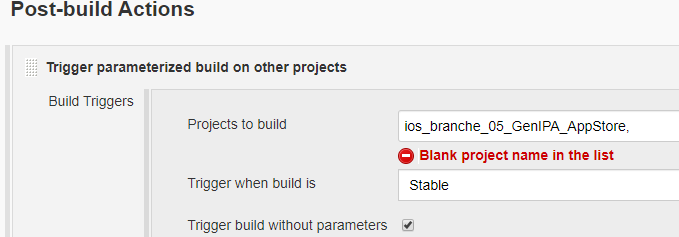 Post-build Actions
Trigger parameterized build on other projects
Build Triggers
Projects to build
ios_branche_05_GenIPA_AppStore,
Blank project name in the list
Trigger when build is
Stable
Trigger build without parameters